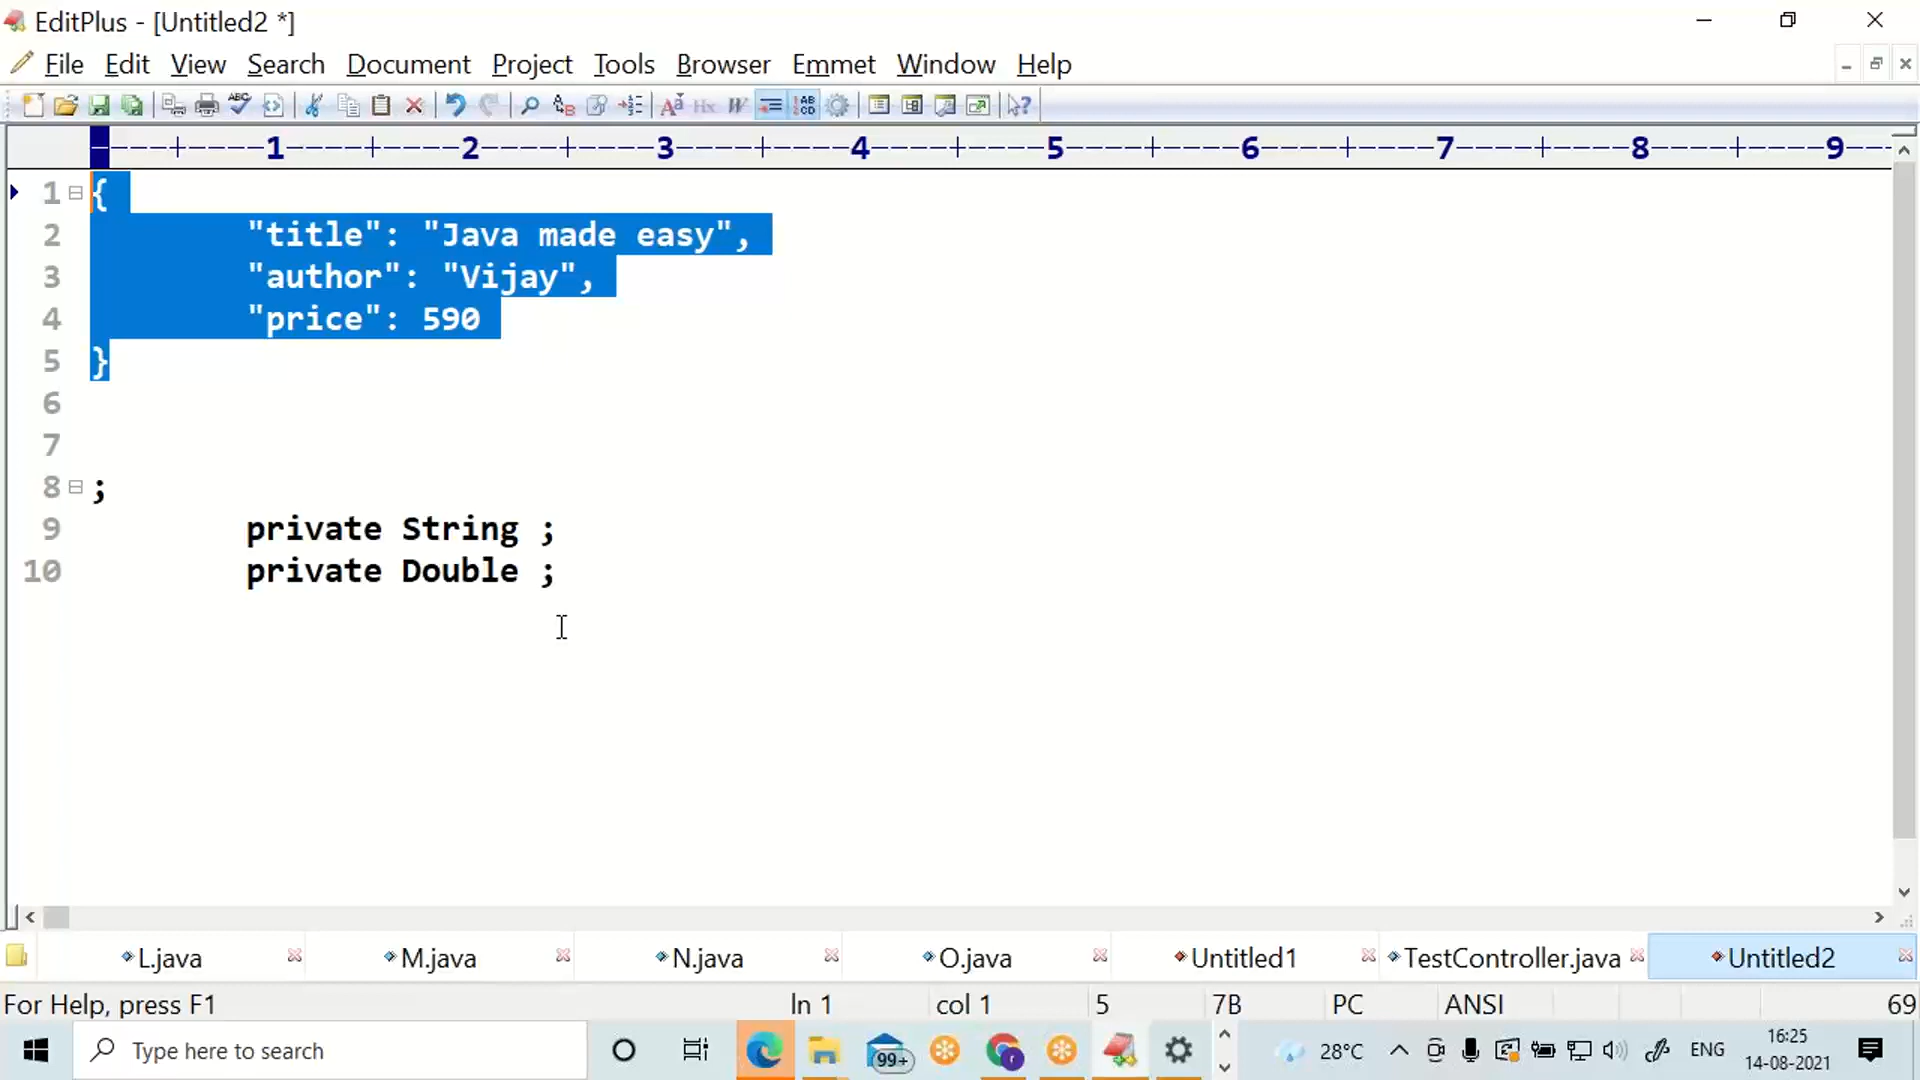 EditPlus - [Untitled2 *]
File Edit View Search Document Project Tools Browser Emmet Window Help
----+----1----+----2----+----3----+----4----+----5----+----6----+----7----+----8----+----9--
1 {
2 "title": "Java made easy",
3 "author": "Vijay",
4 "price": 590
5 }
6
7
8 ;
9 private String ;
10 private Double ;
L.java M.java N.java O.java Untitled1 TestController.java Untitled2
For Help, press F1 ln 1 col 1 5 7B PC ANSI 69
Type here to search 99+ 28°C ENG 16:25
14-08-2021